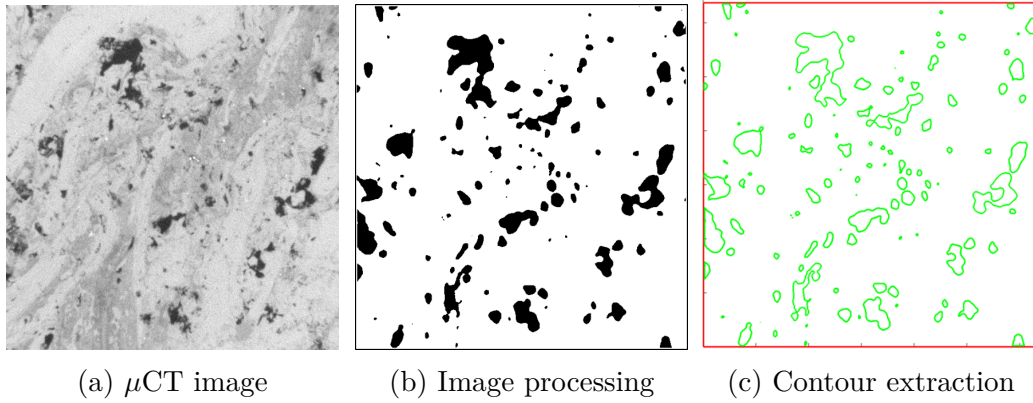 (a) μCT image
(b) Image processing
(c) Contour extraction